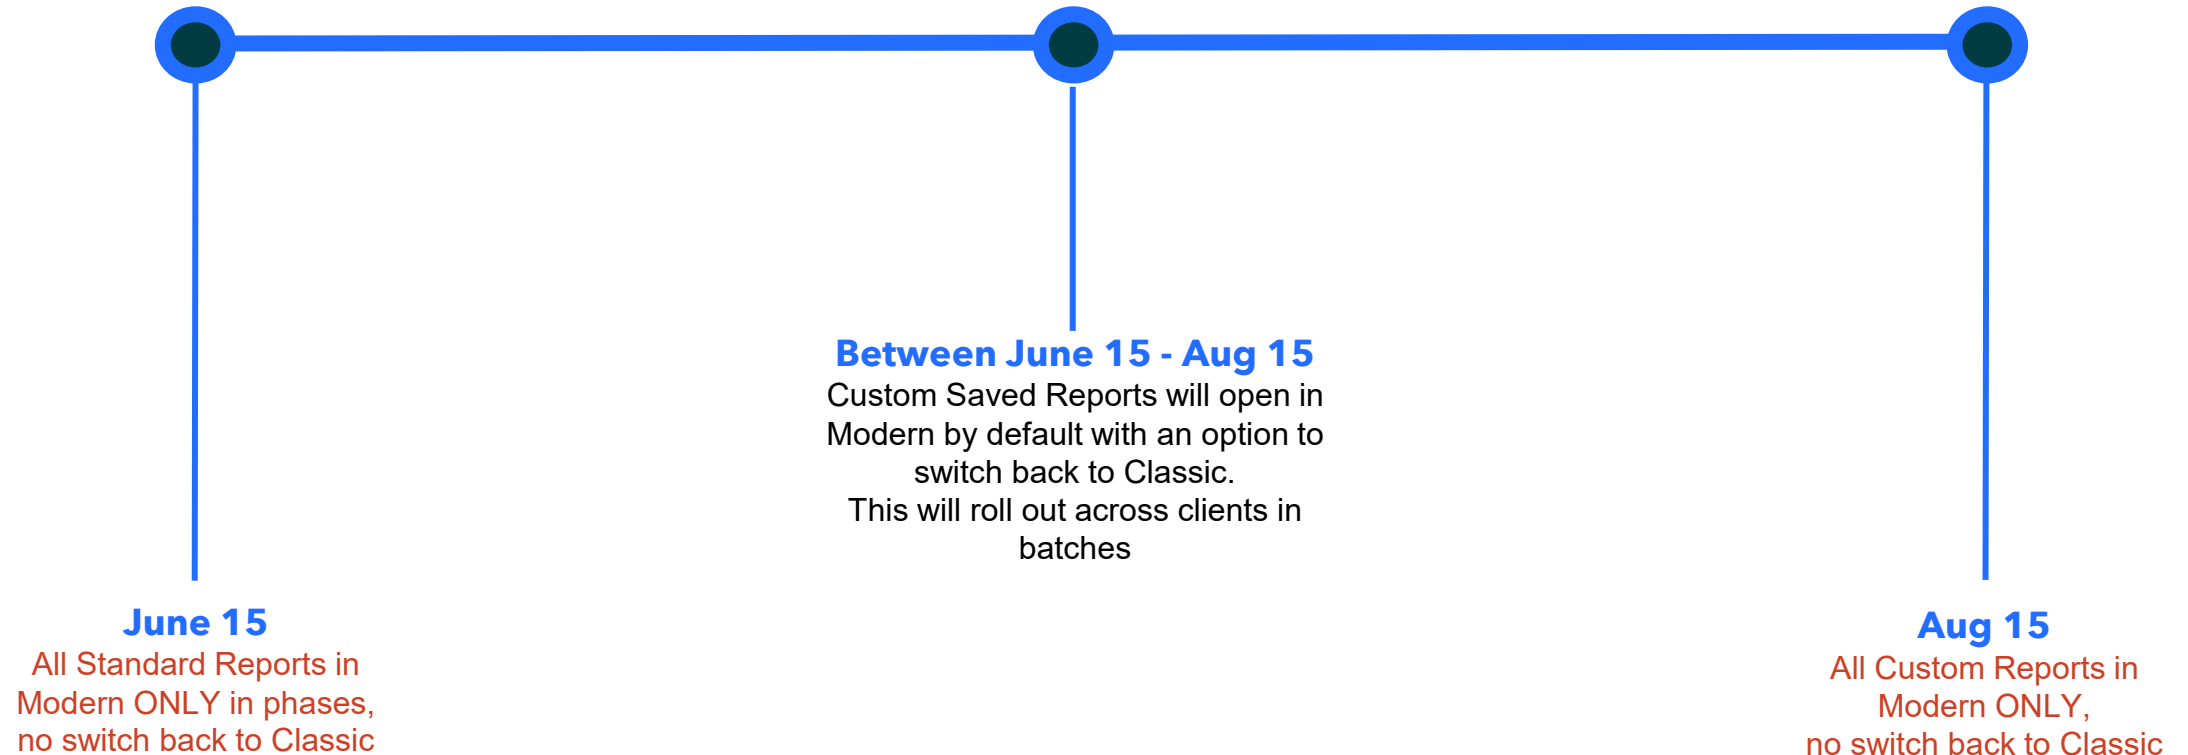 June 15
All Standard Reports in
Modern ONLY in phases,
no switch back to Classic
Between June 15 - Aug 15
Custom Saved Reports will open in
Modern by default with an option to
switch back to Classic.
This will roll out across clients in
batches
Aug 15
All Custom Reports in
Modern ONLY,
no switch back to Classic